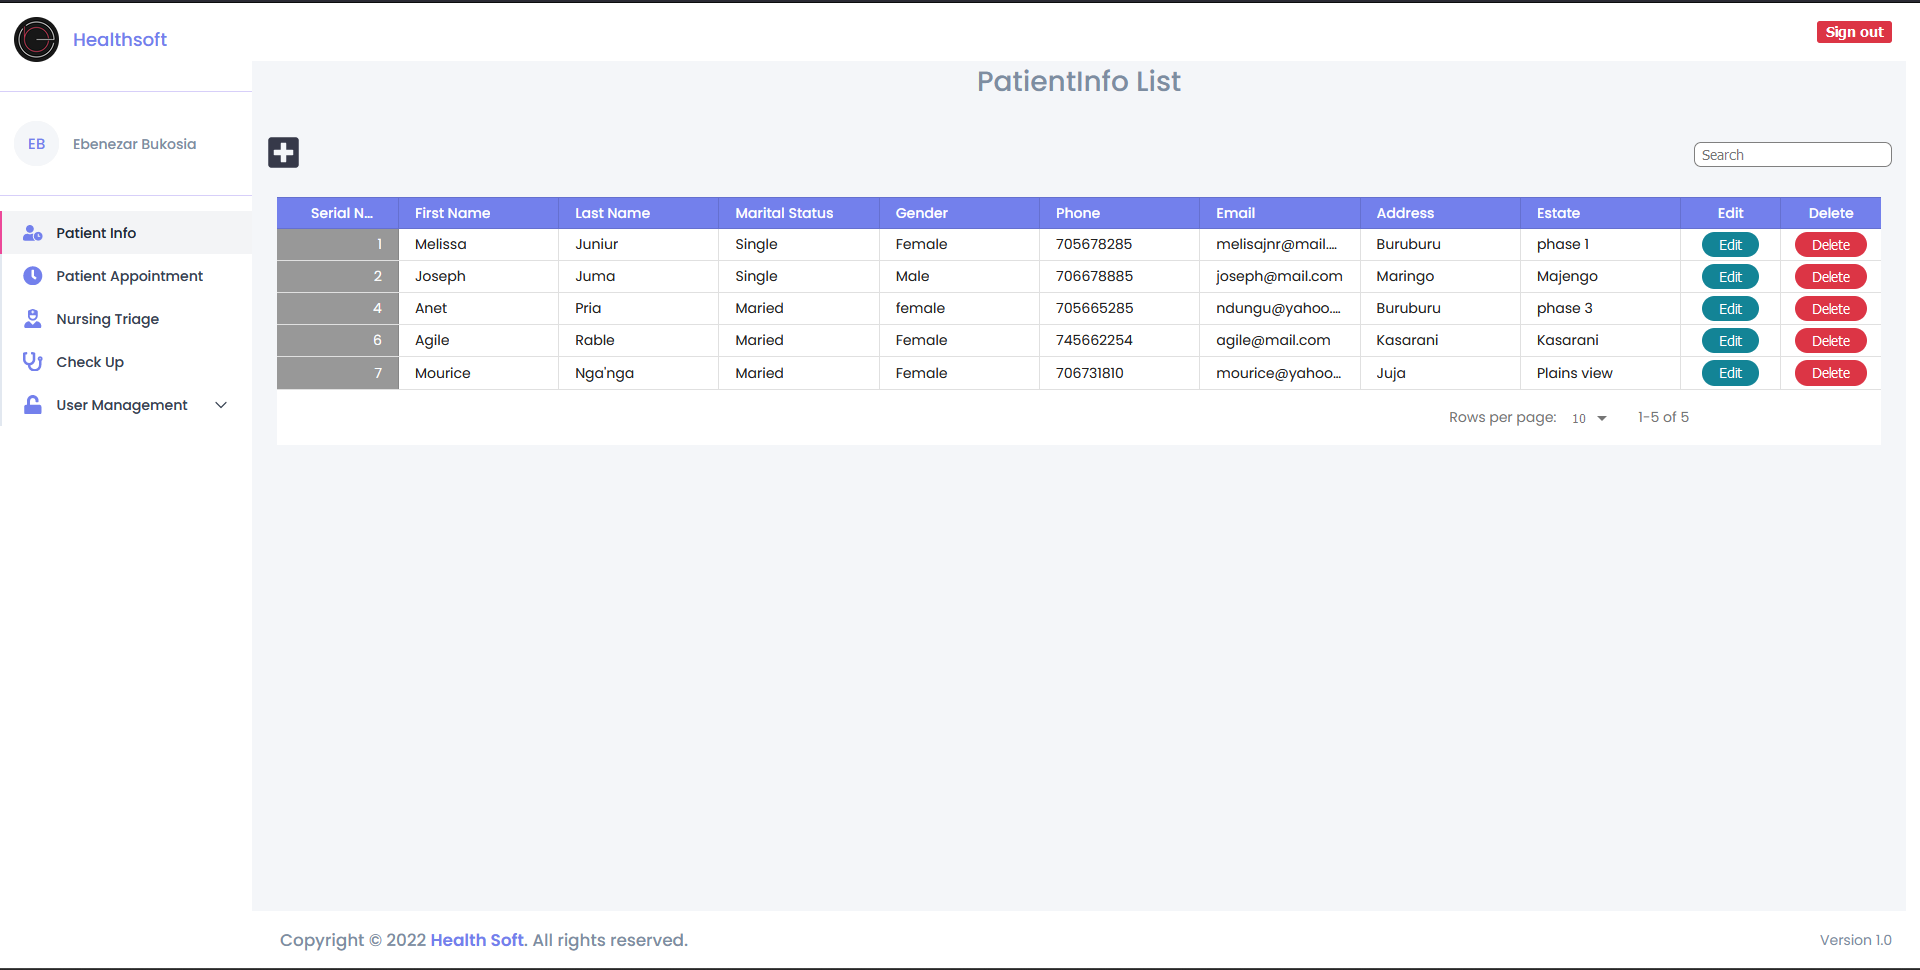 Healthsoft
Sign out
PatientInfo List
EB Ebenezar Bukosia
Search
Patient Info
Patient Appointment
Nursing Triage
Check Up
User Management
Serial N... First Name Last Name Marital Status Gender Phone Email Address Estate Edit Delete
1 Melissa Juniur Single Female 705678285 melisajnr@mail.... Buruburu phase 1 Edit Delete
2 Joseph Juma Single Male 706678885 joseph@mail.com Maringo Majengo Edit Delete
4 Anet Pria Maried female 705665285 ndungu@yahoo.... Buruburu phase 3 Edit Delete
6 Agile Rable Maried Female 745662254 agile@mail.com Kasarani Kasarani Edit Delete
7 Mourice Nga'nga Maried Female 706731810 mourice@yahoo... Juja Plains view Edit Delete
Rows per page: 10 1-5 of 5
Copyright © 2022 Health Soft. All rights reserved.
Version 1.0